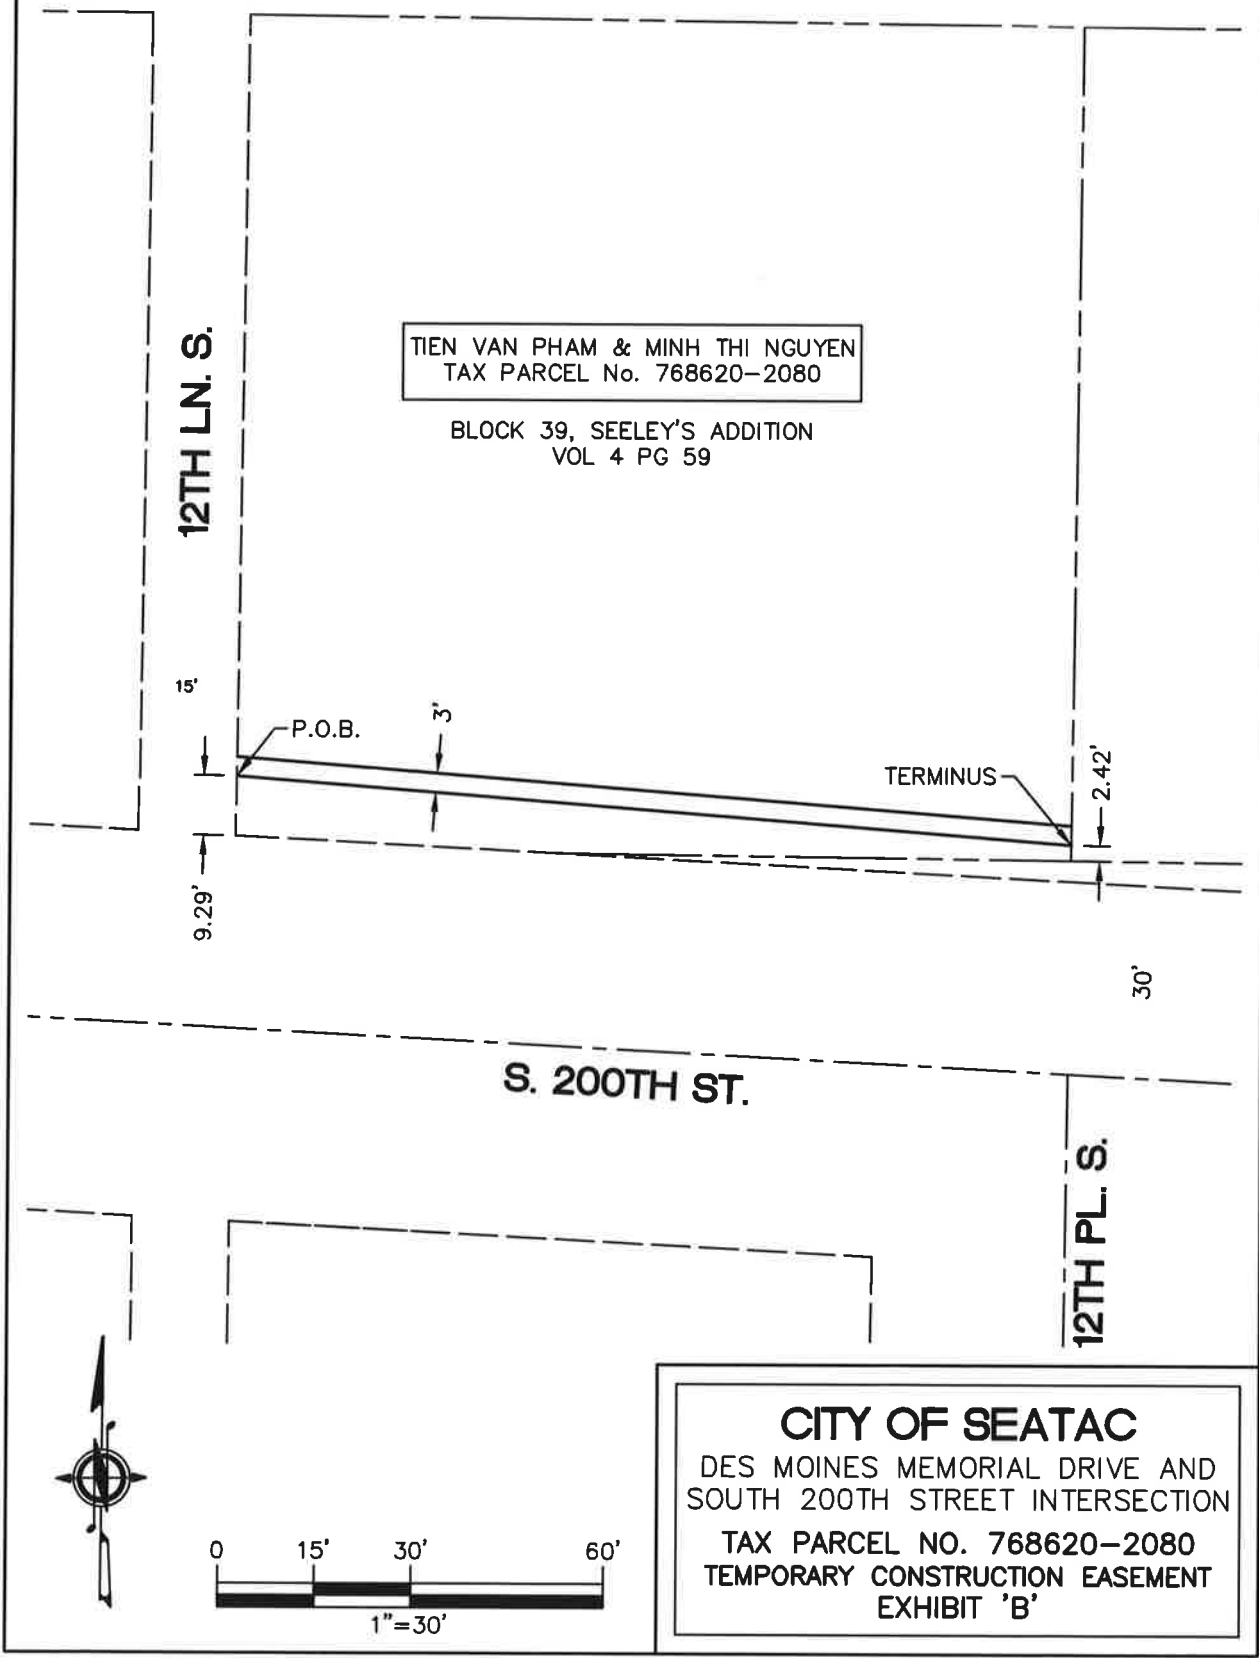 TIEN VAN PHAM & MINH THI NGUYEN
TAX PARCEL No. 768620-2080
BLOCK 39, SEELEY'S ADDITION
VOL 4 PG 59
12TH LN. S.
15'
P.O.B.
3'
TERMINUS
2.42'
9.29'
30'
S. 200TH ST.
12TH PL. S.
0 15' 30' 60'
1"=30'
CITY OF SEATAC
DES MOINES MEMORIAL DRIVE AND
SOUTH 200TH STREET INTERSECTION
TAX PARCEL NO. 768620-2080
TEMPORARY CONSTRUCTION EASEMENT
EXHIBIT 'B'